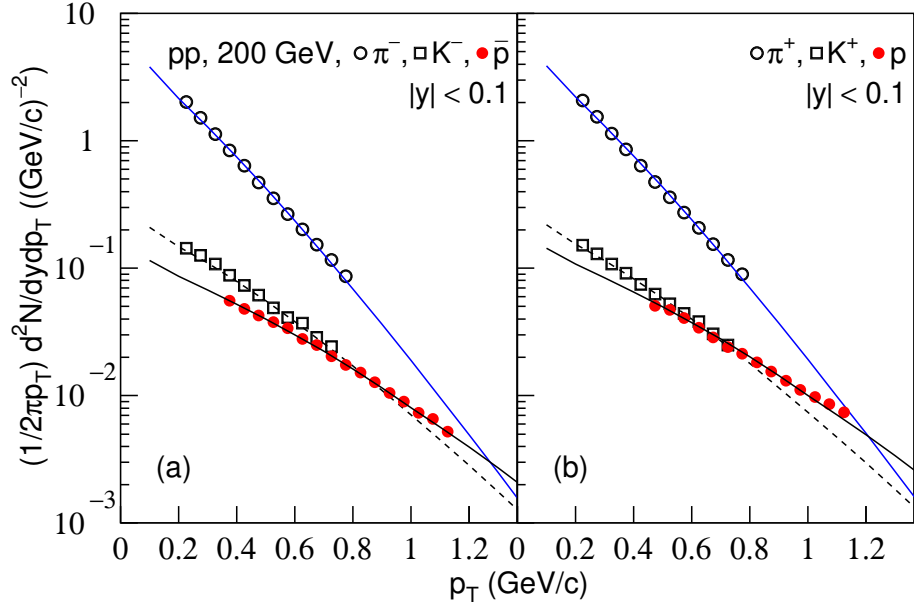 (1/2πp_T) d²N/dydp_T ((GeV/c)⁻²)
10
1
10⁻¹
10⁻²
10⁻³
pp, 200 GeV, π⁻, K⁻, p̄
|y| < 0.1
(a)
π⁺, K⁺, p
|y| < 0.1
(b)
0 0.2 0.4 0.6 0.8 1 1.2 0 0.2 0.4 0.6 0.8 1 1.2
p_T (GeV/c)